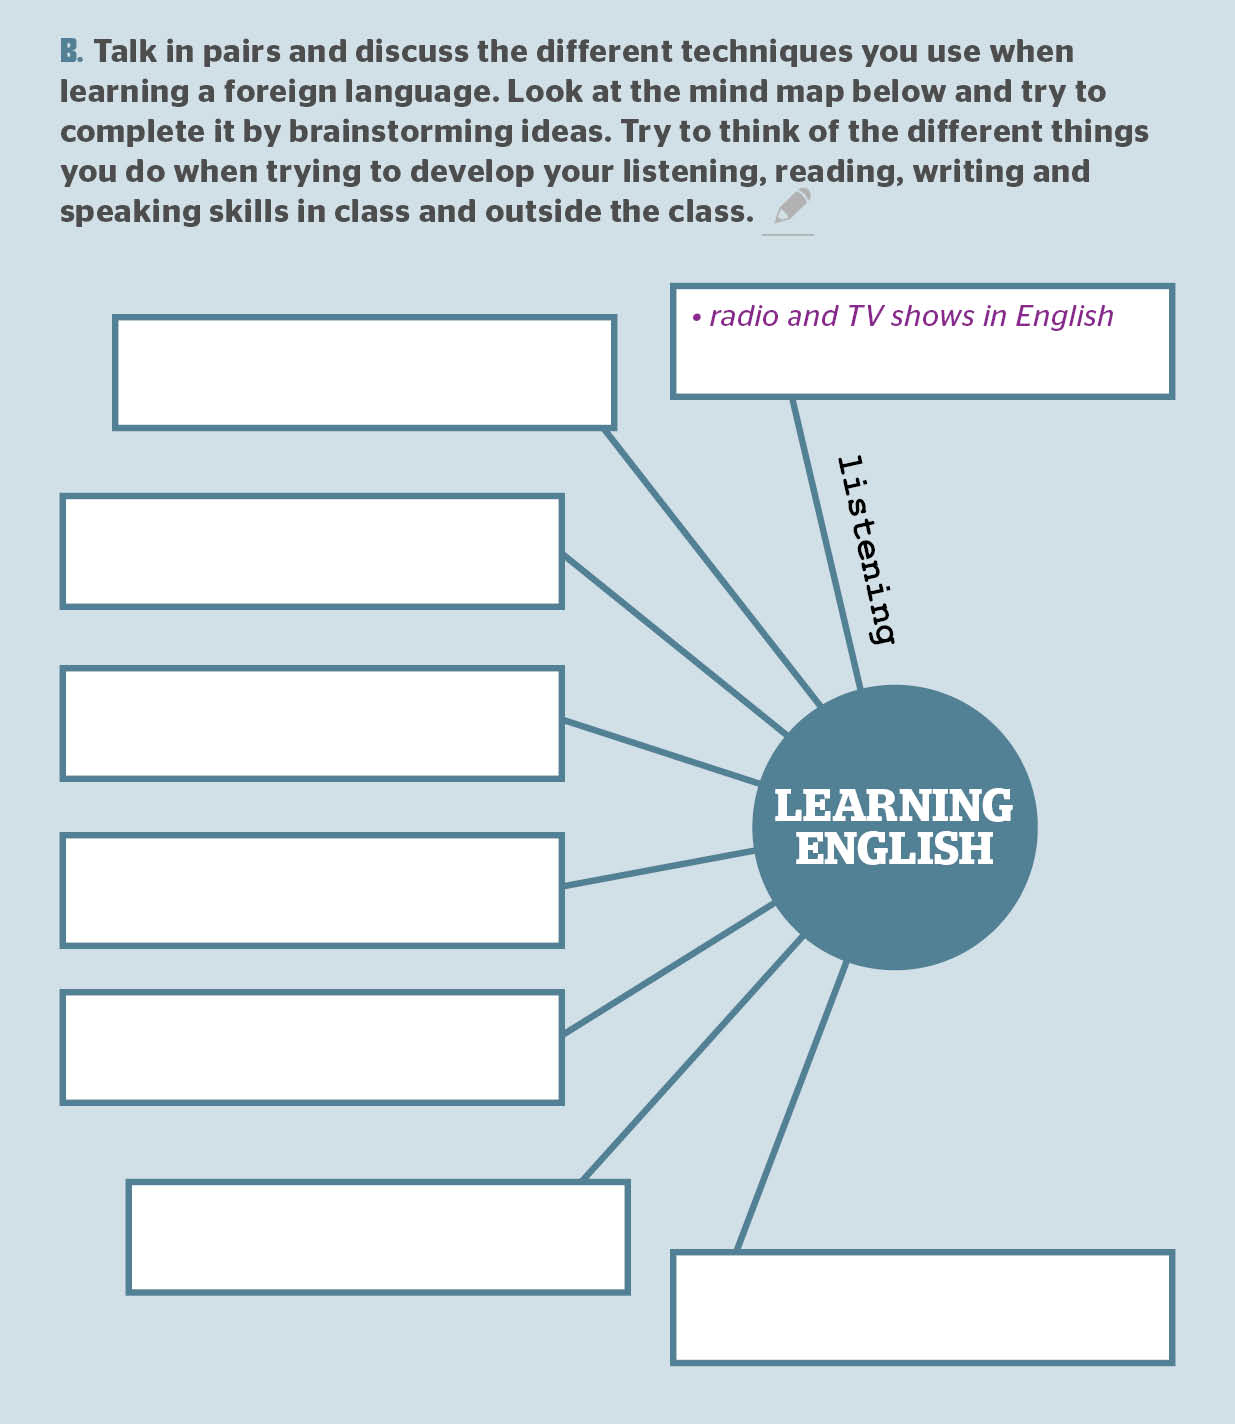 B. Talk in pairs and discuss the different techniques you use when
learning a foreign language. Look at the mind map below and try to
complete it by brainstorming ideas. Try to think of the different things
you do when trying to develop your listening, reading, writing and
speaking skills in class and outside the class.
• radio and TV shows in English
listening
LEARNING
ENGLISH